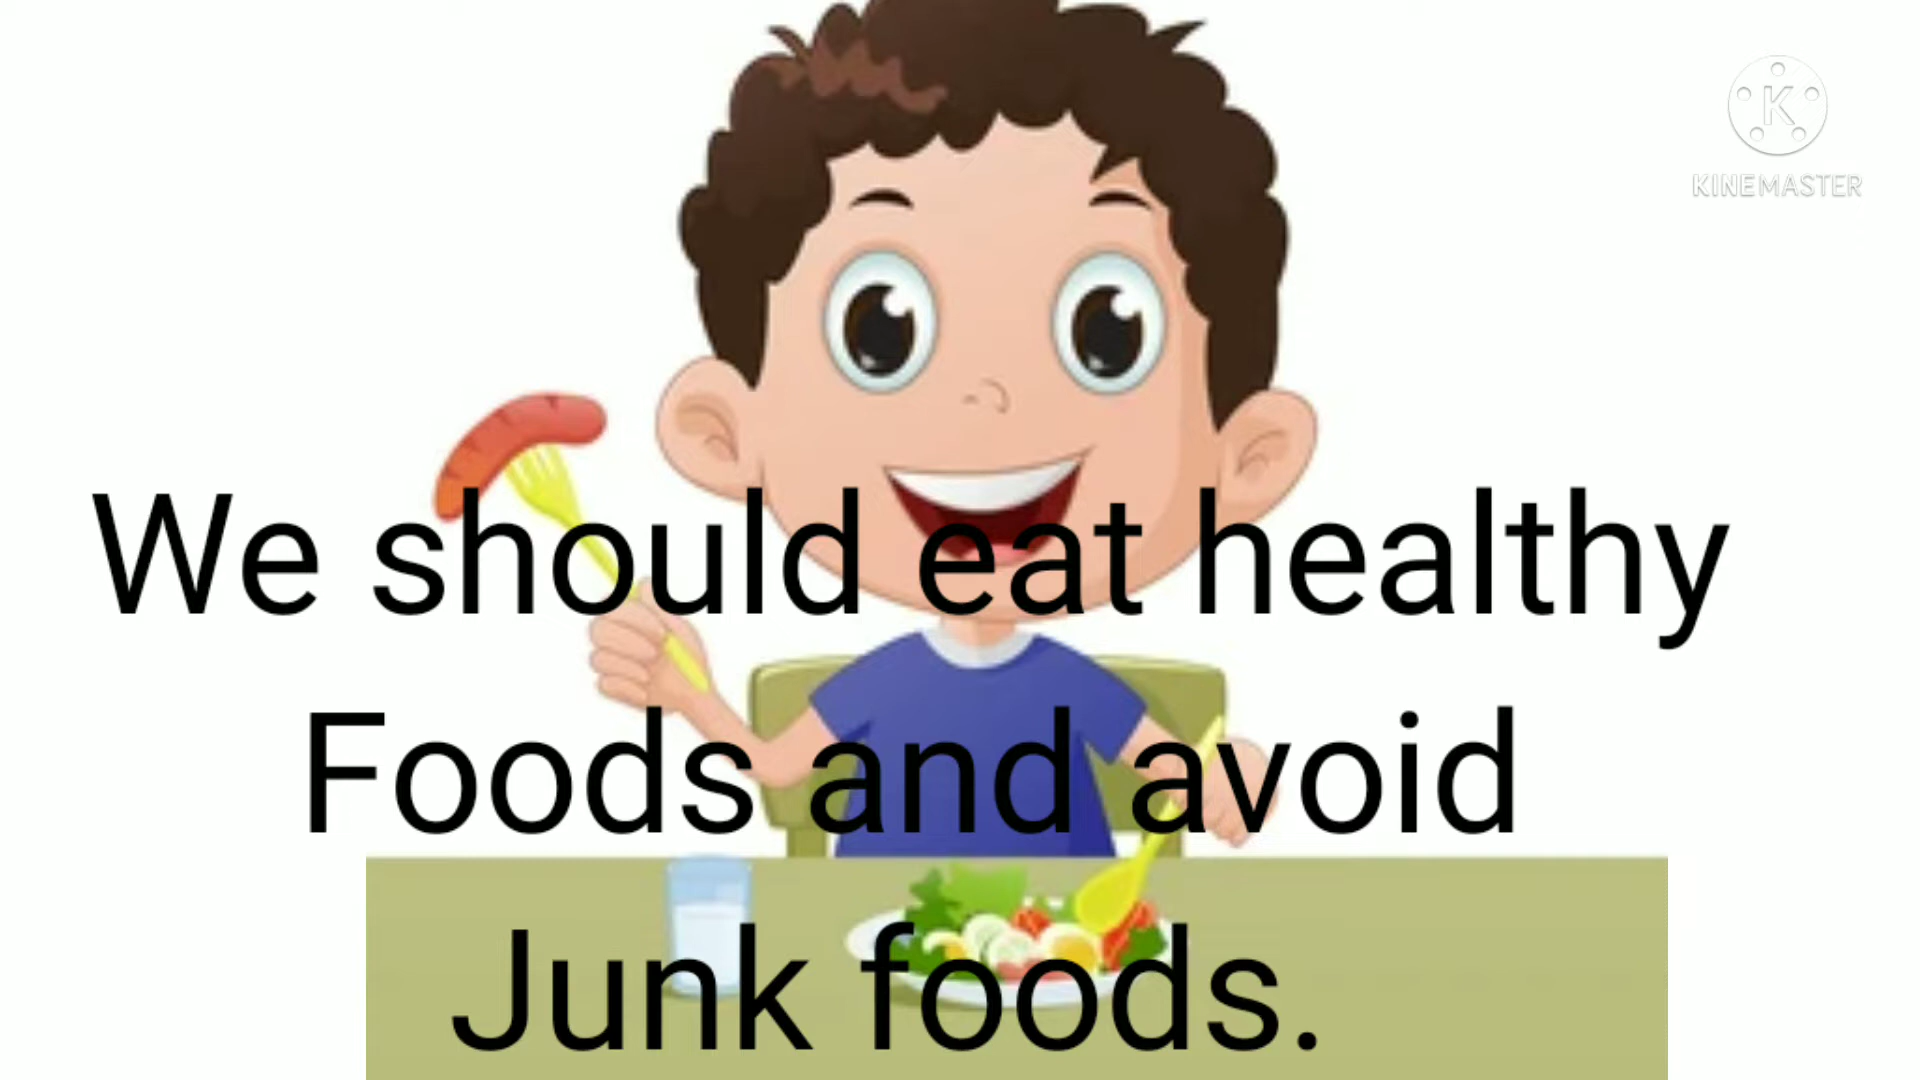 K
KINEMASTER
We should eat healthy
Foods and avoid
Junk foods.